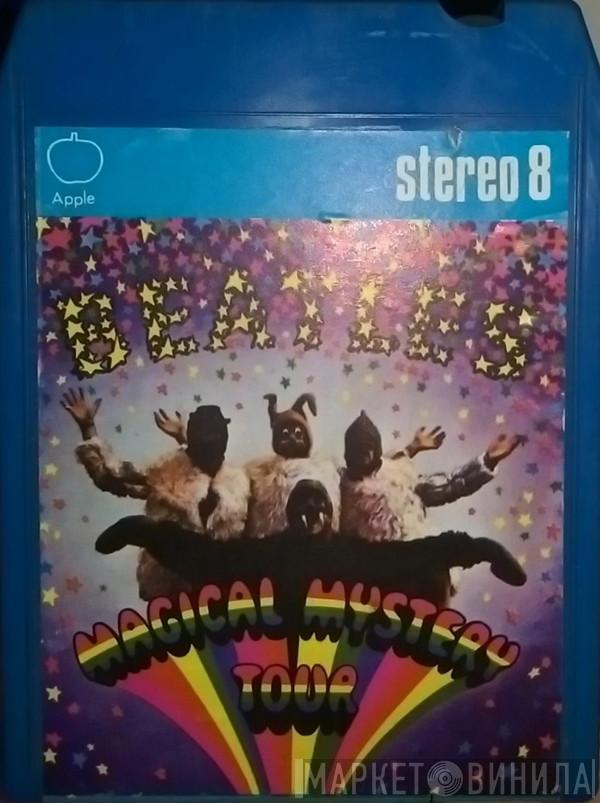 Apple
stereo 8
BEATLES
MAGICAL MYSTERY
TOUR
МАРКЕТ ВИНИЛА